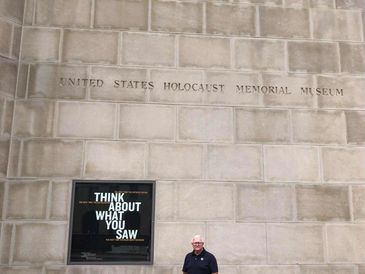 UNITED STATES HOLOCAUST MEMORIAL MUSEUM
THINK
ABOUT
WHAT
YOU
SAW